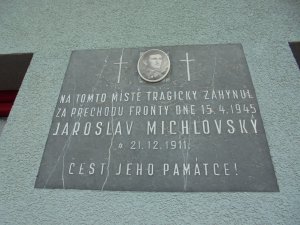 NA TOMTO MÍSTĚ TRAGICKY ZAHYNUL
ZA PŘECHODU FRONTY DNE 15.4.1945
JAROSLAV MICHLOVSKÝ
* 21.12.1911.
ČEST JEHO PAMÁTCE!